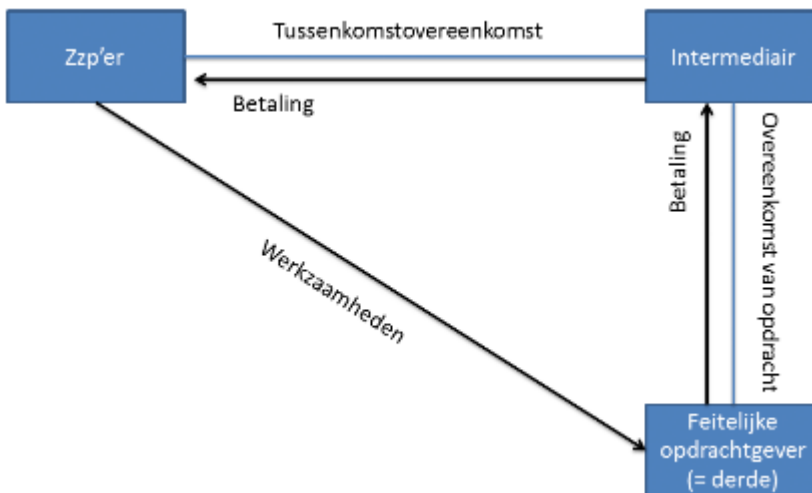 Tussenkomstovereenkomst
Zzp'er
Intermediair
Betaling
Betaling
Overeenkomst van opdracht
Werkzaamheden
Feitelijke
opdrachtgever
(= derde)